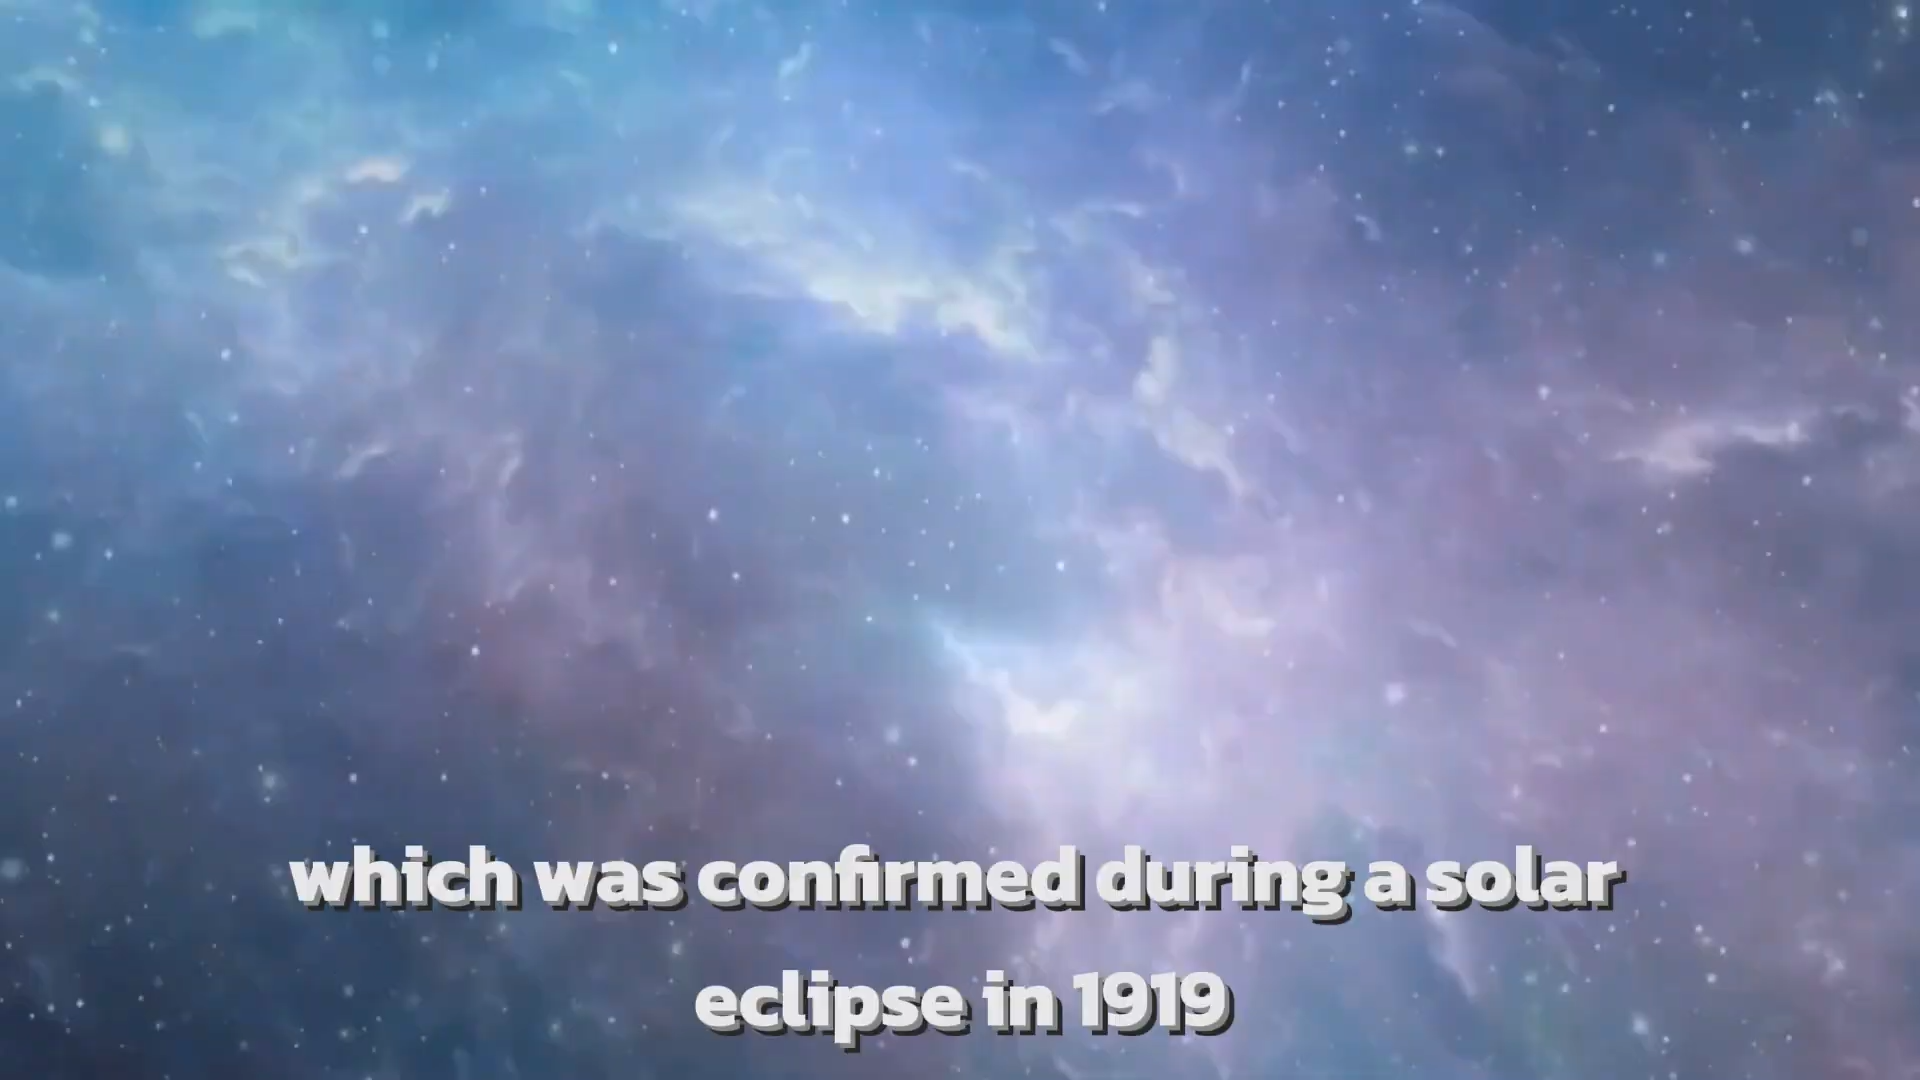 which was confirmed during a solar
eclipse in 1919